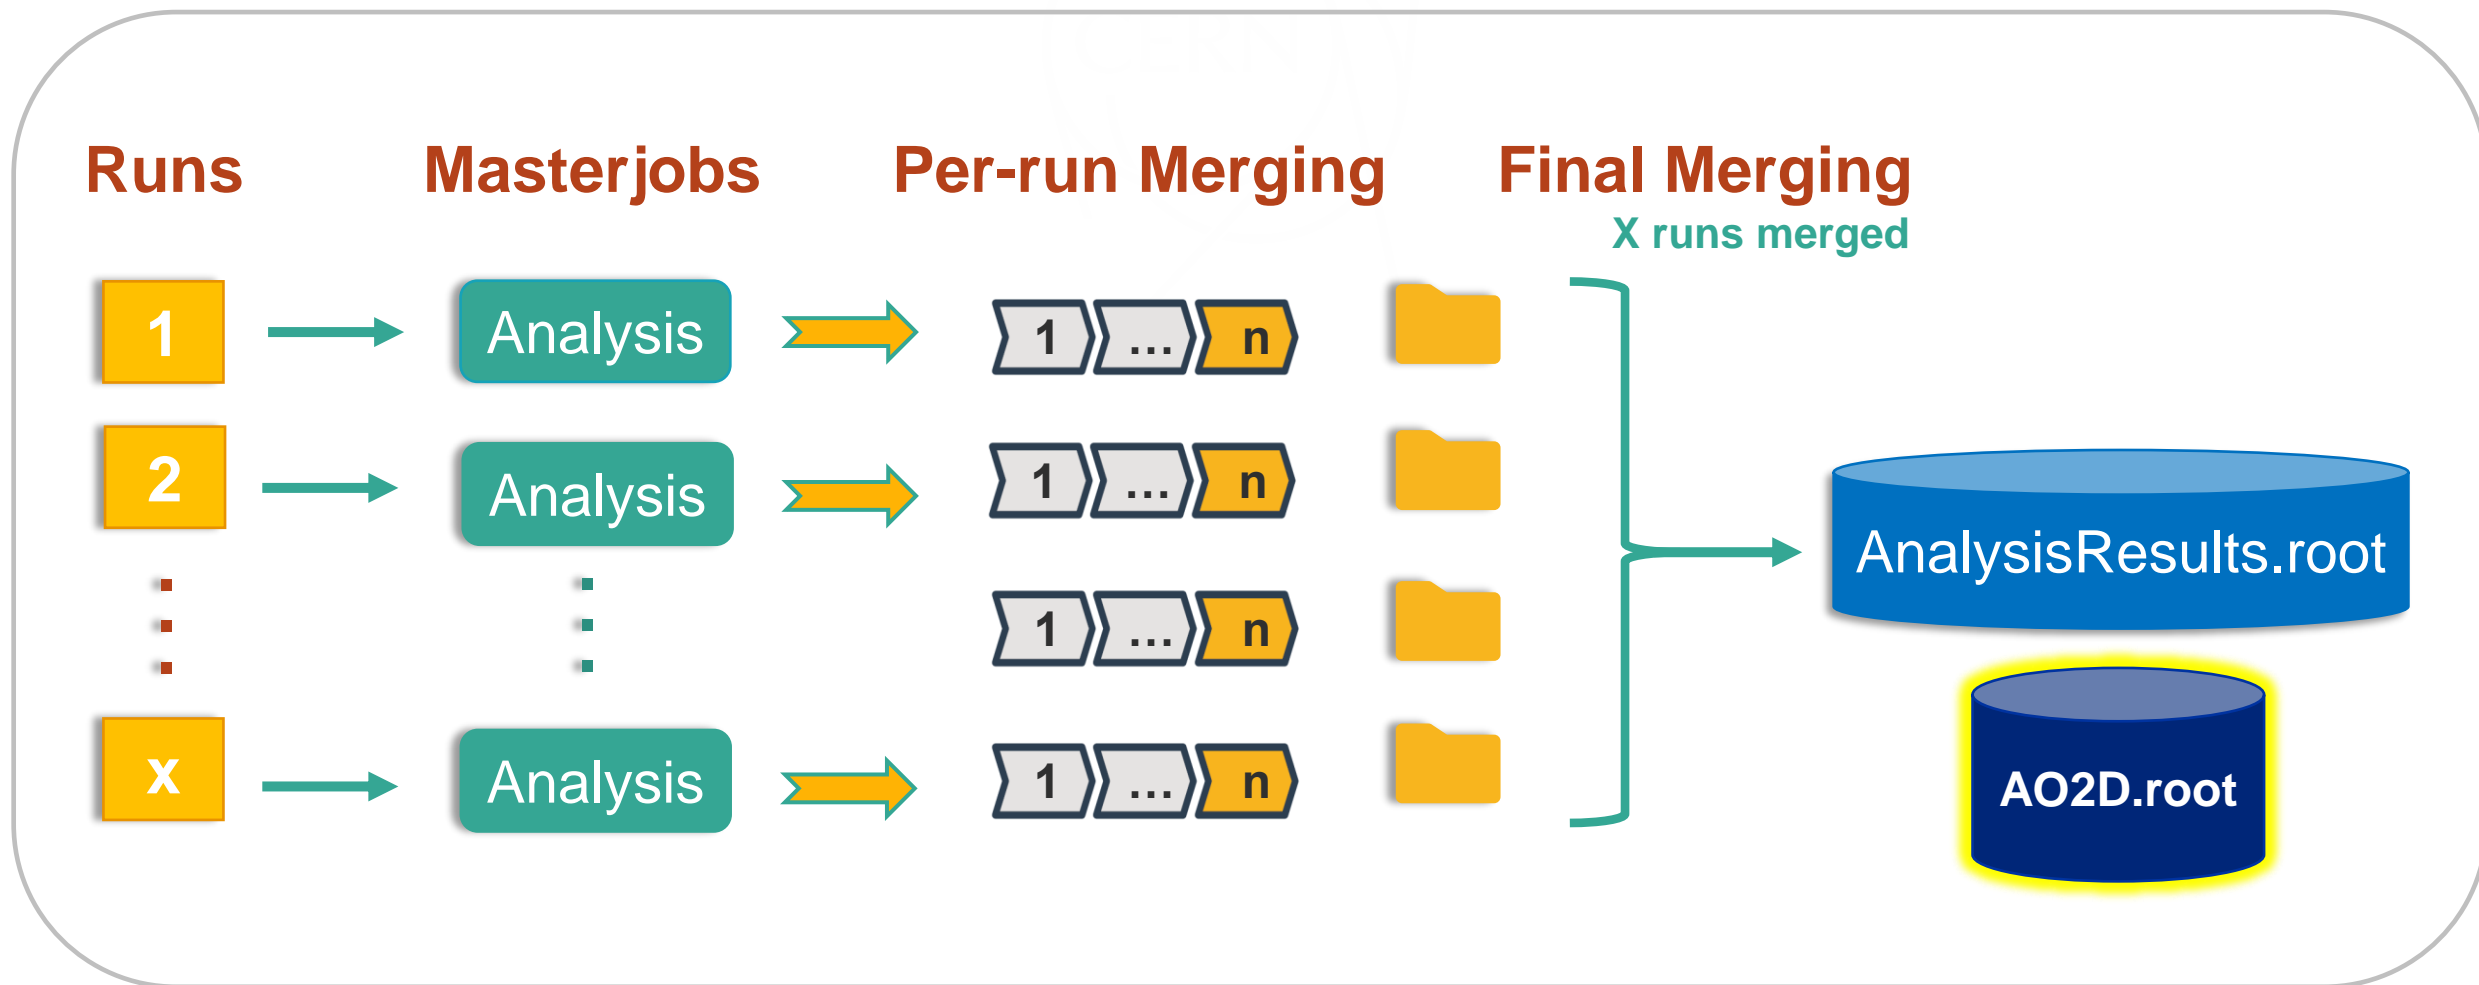 Runs
Masterjobs
Per-run Merging
Final Merging
X runs merged
1
Analysis
1
...
n
2
Analysis
1
...
n
1
...
n
x
Analysis
1
...
n
AnalysisResults.root
AO2D.root